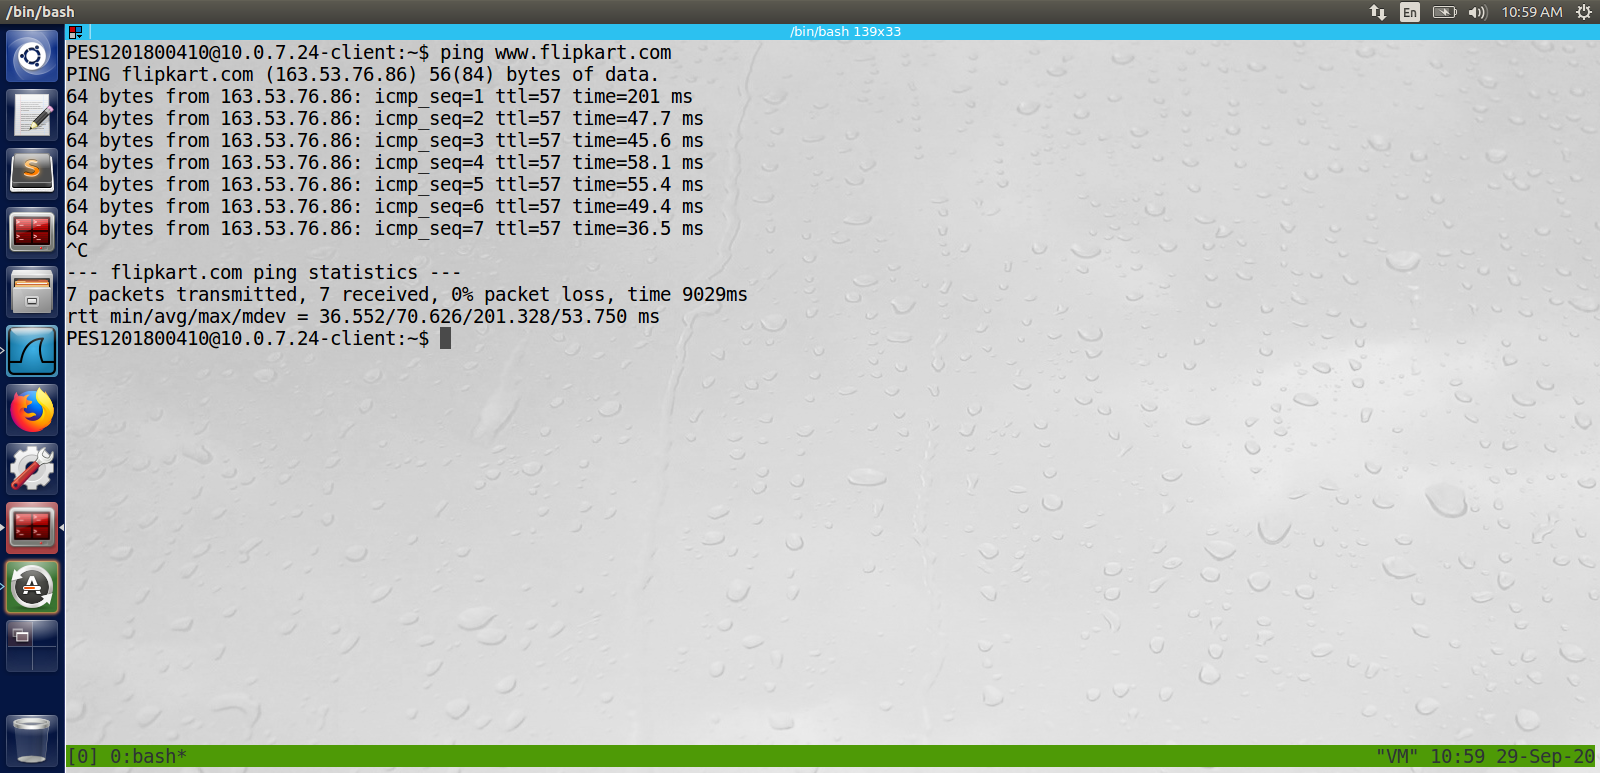 /bin/bash
En
10:59 AM
/bin/bash 139x33
PES1201800410@10.0.7.24-client:~$ ping www.flipkart.com
PING flipkart.com (163.53.76.86) 56(84) bytes of data.
64 bytes from 163.53.76.86: icmp_seq=1 ttl=57 time=201 ms
64 bytes from 163.53.76.86: icmp_seq=2 ttl=57 time=47.7 ms
64 bytes from 163.53.76.86: icmp_seq=3 ttl=57 time=45.6 ms
64 bytes from 163.53.76.86: icmp_seq=4 ttl=57 time=58.1 ms
64 bytes from 163.53.76.86: icmp_seq=5 ttl=57 time=55.4 ms
64 bytes from 163.53.76.86: icmp_seq=6 ttl=57 time=49.4 ms
64 bytes from 163.53.76.86: icmp_seq=7 ttl=57 time=36.5 ms
^C
--- flipkart.com ping statistics ---
7 packets transmitted, 7 received, 0% packet loss, time 9029ms
rtt min/avg/max/mdev = 36.552/70.626/201.328/53.750 ms
PES1201800410@10.0.7.24-client:~$
[0] 0:bash*
"VM" 10:59 29-Sep-20